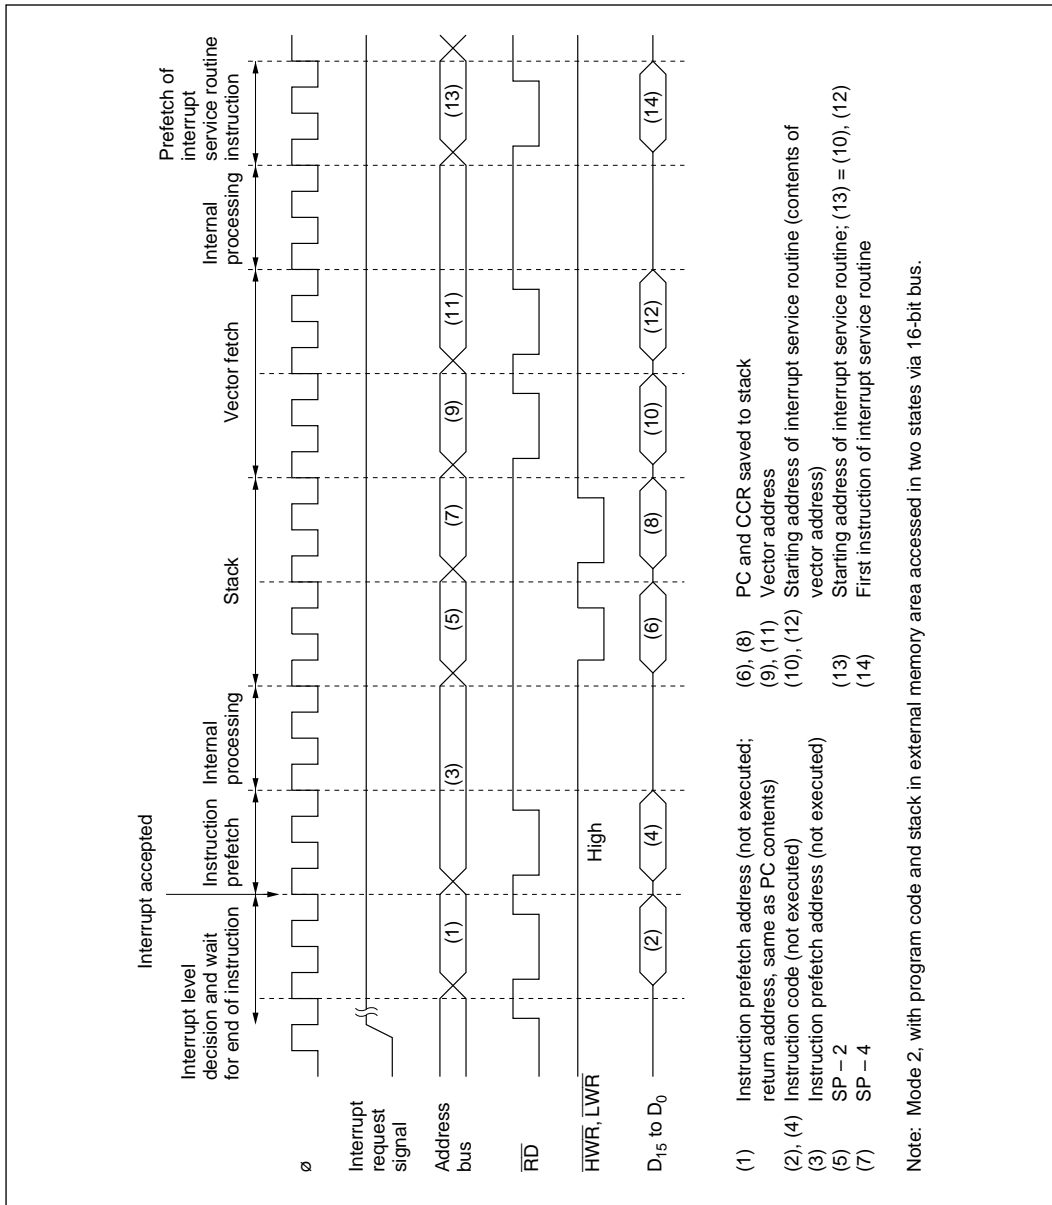 Interrupt accepted
Interrupt level
decision and wait
for end of instruction
Instruction
prefetch
Internal
processing
Stack
Vector fetch
Internal
processing
Prefetch of
interrupt
service routine
instruction
ø
Interrupt
request
signal
Address
bus
(1)
(3)
(5)
(7)
(9)
(11)
(13)
RD
HWR, LWR
High
D15 to D0
(2)
(4)
(6)
(8)
(10)
(12)
(14)
(1) Instruction prefetch address (not executed;
return address, same as PC contents)
(2), (4) Instruction code (not executed)
(3) Instruction prefetch address (not executed)
(5) SP – 2
(7) SP – 4
(6), (8) PC and CCR saved to stack
(9), (11) Vector address
(10), (12) Starting address of interrupt service routine (contents of
vector address)
(13) Starting address of interrupt service routine; (13) = (10), (12)
(14) First instruction of interrupt service routine
Note: Mode 2, with program code and stack in external memory area accessed in two states via 16-bit bus.